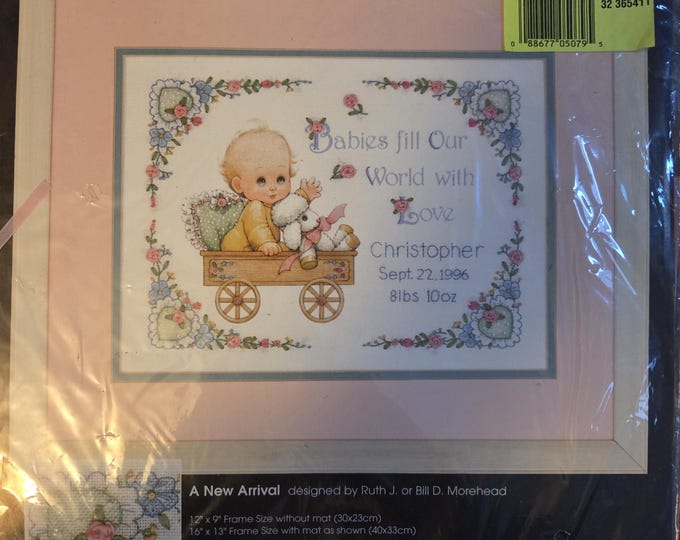 32 365411
0 88677 05079 5
Babies fill Our
World with
Love
Christopher
Sept. 22, 1996
8lbs 10oz
A New Arrival designed by Ruth J. or Bill D. Morehead
12" x 9" Frame Size without mat (30x23cm)
16" x 13" Frame Size with mat as shown (40x33cm)